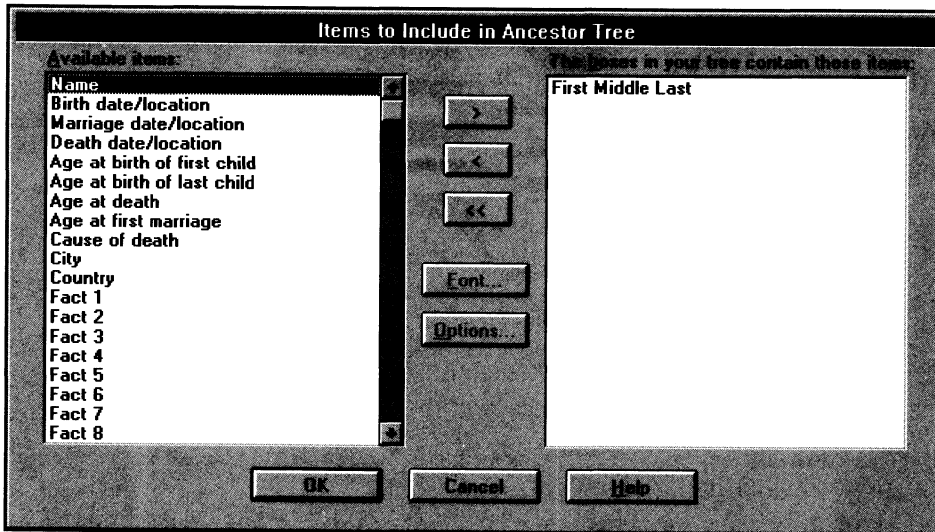 Items to Include in Ancestor Tree
Available items:
Name
Birth date/location
Marriage date/location
Death date/location
Age at birth of first child
Age at birth of last child
Age at death
Age at first marriage
Cause of death
City
Country
Fact 1
Fact 2
Fact 3
Fact 4
Fact 5
Fact 6
Fact 7
Fact 8
>
<
<<
Font...
Options...
The boxes in your tree contain these items:
First Middle Last
OK
Cancel
Help